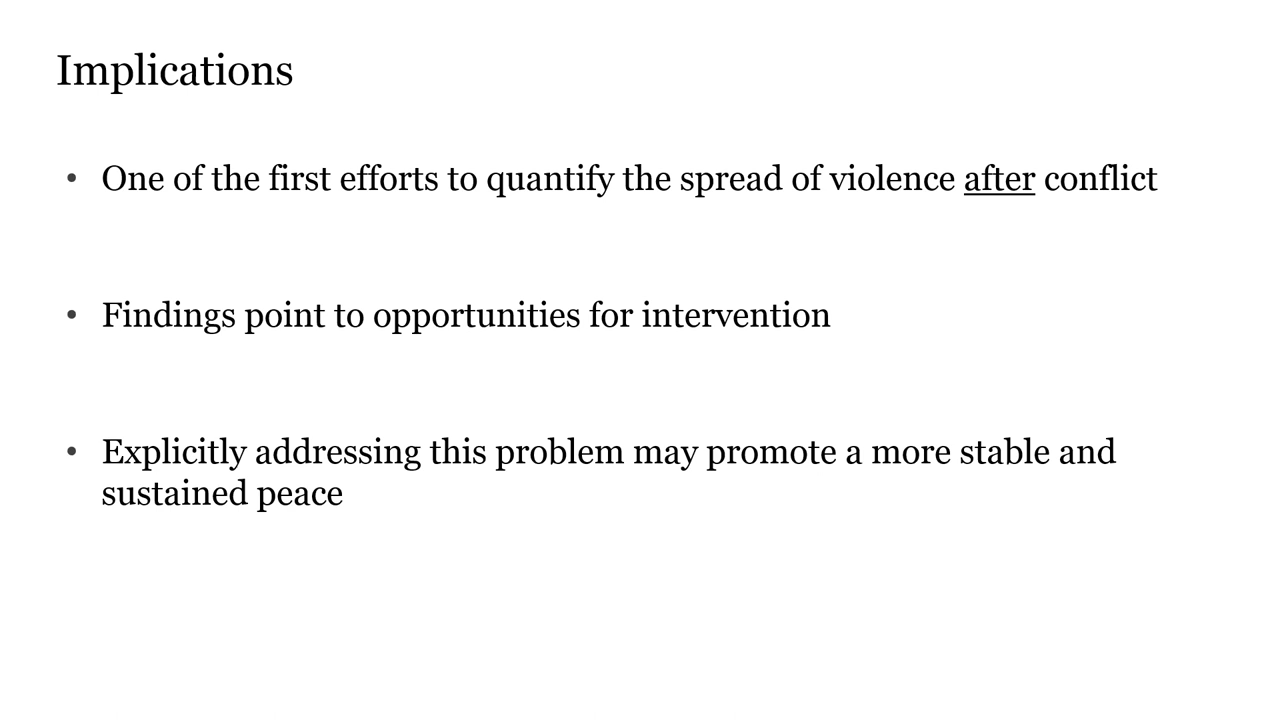 Implications
• One of the first efforts to quantify the spread of violence after conflict
• Findings point to opportunities for intervention
• Explicitly addressing this problem may promote a more stable and
sustained peace